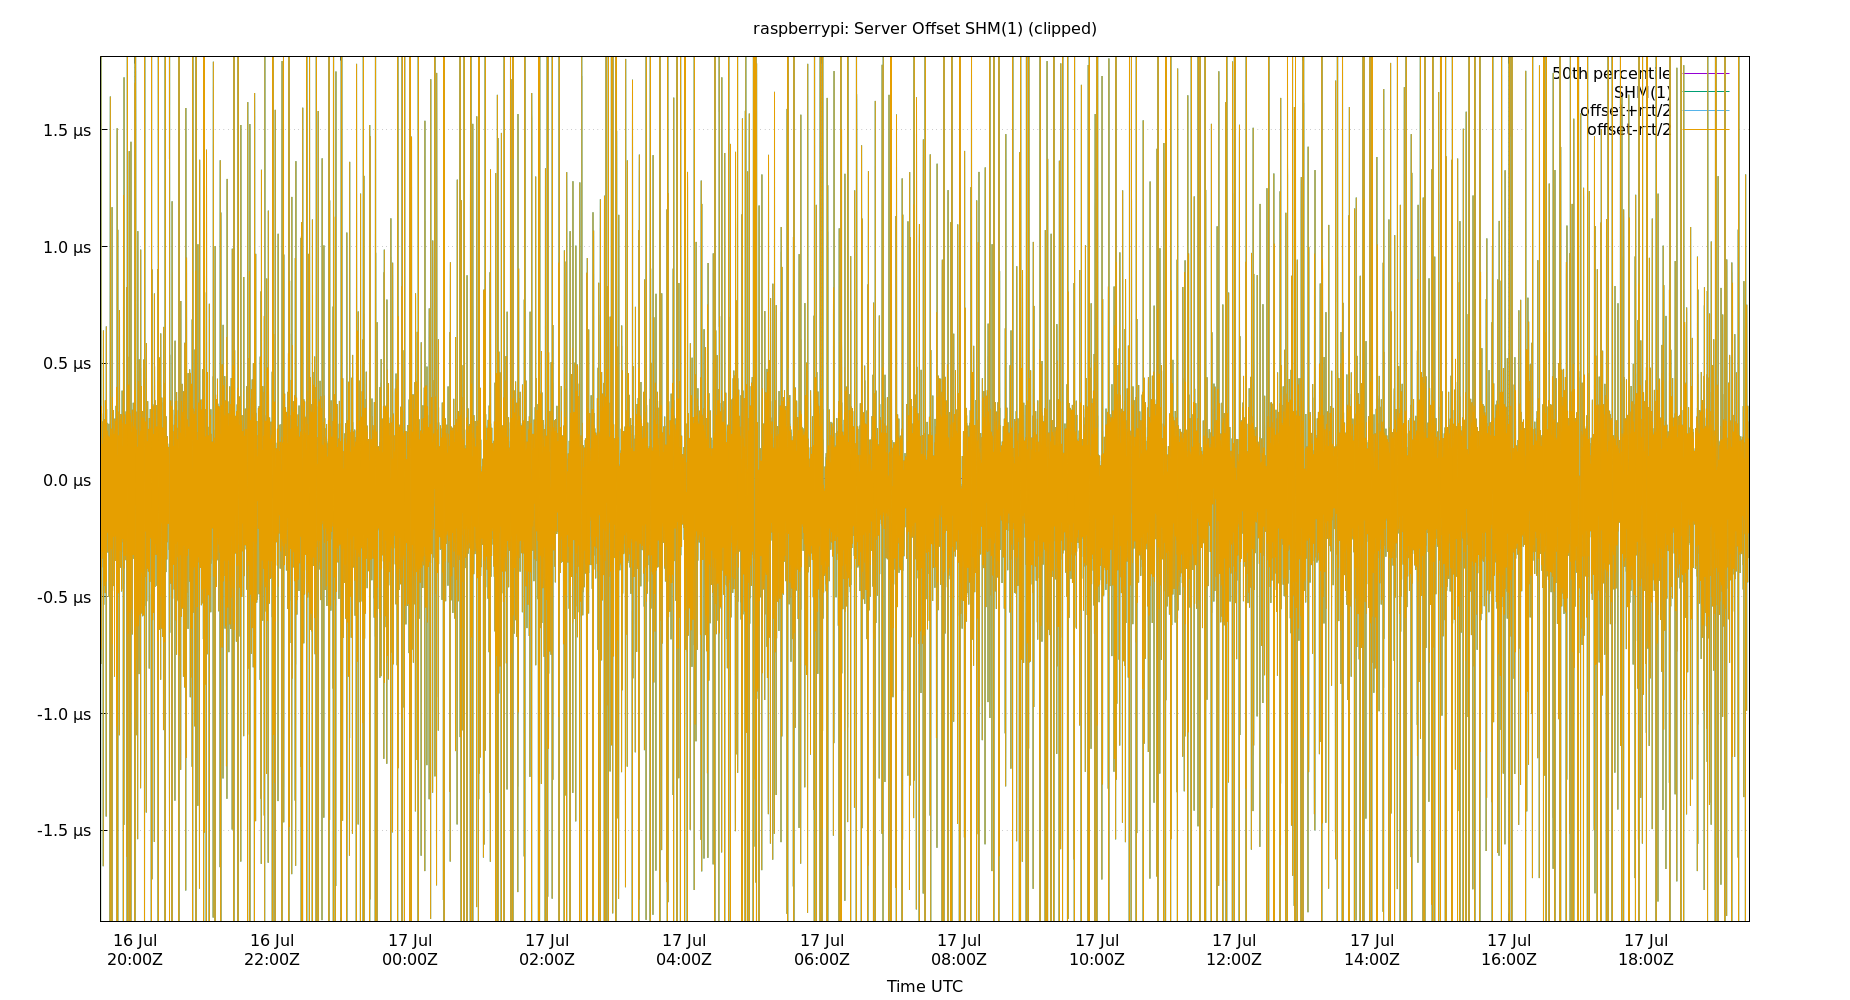 raspberrypi: Server Offset SHM(1) (clipped)
50th percentile
SHM(1)
offset+rtt/2
offset-rtt/2
1.5 µs
1.0 µs
0.5 µs
0.0 µs
-0.5 µs
-1.0 µs
-1.5 µs
16 Jul 16 Jul 17 Jul 17 Jul 17 Jul 17 Jul 17 Jul 17 Jul 17 Jul 17 Jul 17 Jul 17 Jul
20:00Z 22:00Z 00:00Z 02:00Z 04:00Z 06:00Z 08:00Z 10:00Z 12:00Z 14:00Z 16:00Z 18:00Z
Time UTC